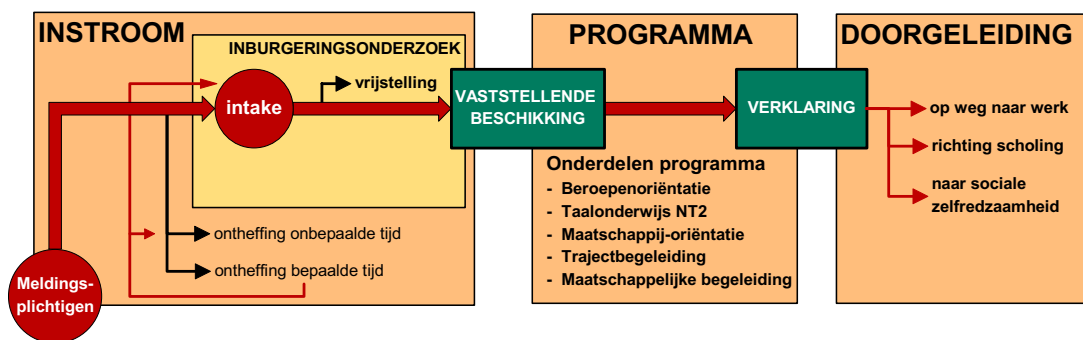 INSTROOM
INBURGERINGSONDERZOEK
intake
vrijstelling
ontheffing onbepaalde tijd
ontheffing bepaalde tijd
Meldings-
plichtigen
VASTSTELLENDE
BESCHIKKING
PROGRAMMA
Onderdelen programma
- Beroepenoriëntatie
- Taalonderwijs NT2
- Maatschappij-oriëntatie
- Trajectbegeleiding
- Maatschappelijke begeleiding
VERKLARING
DOORGELEIDING
op weg naar werk
richting scholing
naar sociale
zelfredzaamheid